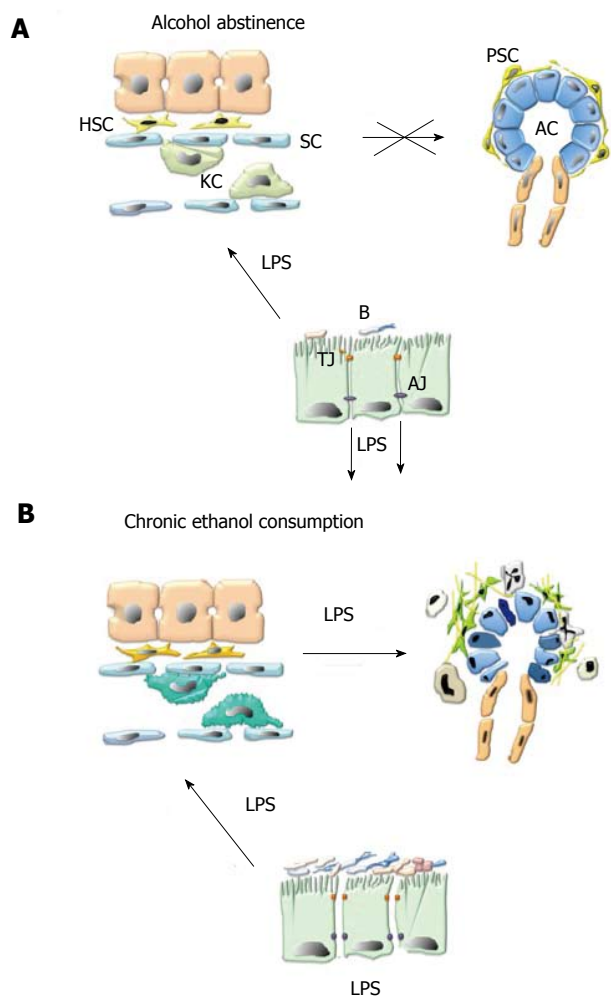 A
Alcohol abstinence
PSC
HSC
SC
AC
KC
LPS
B
TJ
AJ
LPS
B
Chronic ethanol consumption
LPS
LPS
LPS